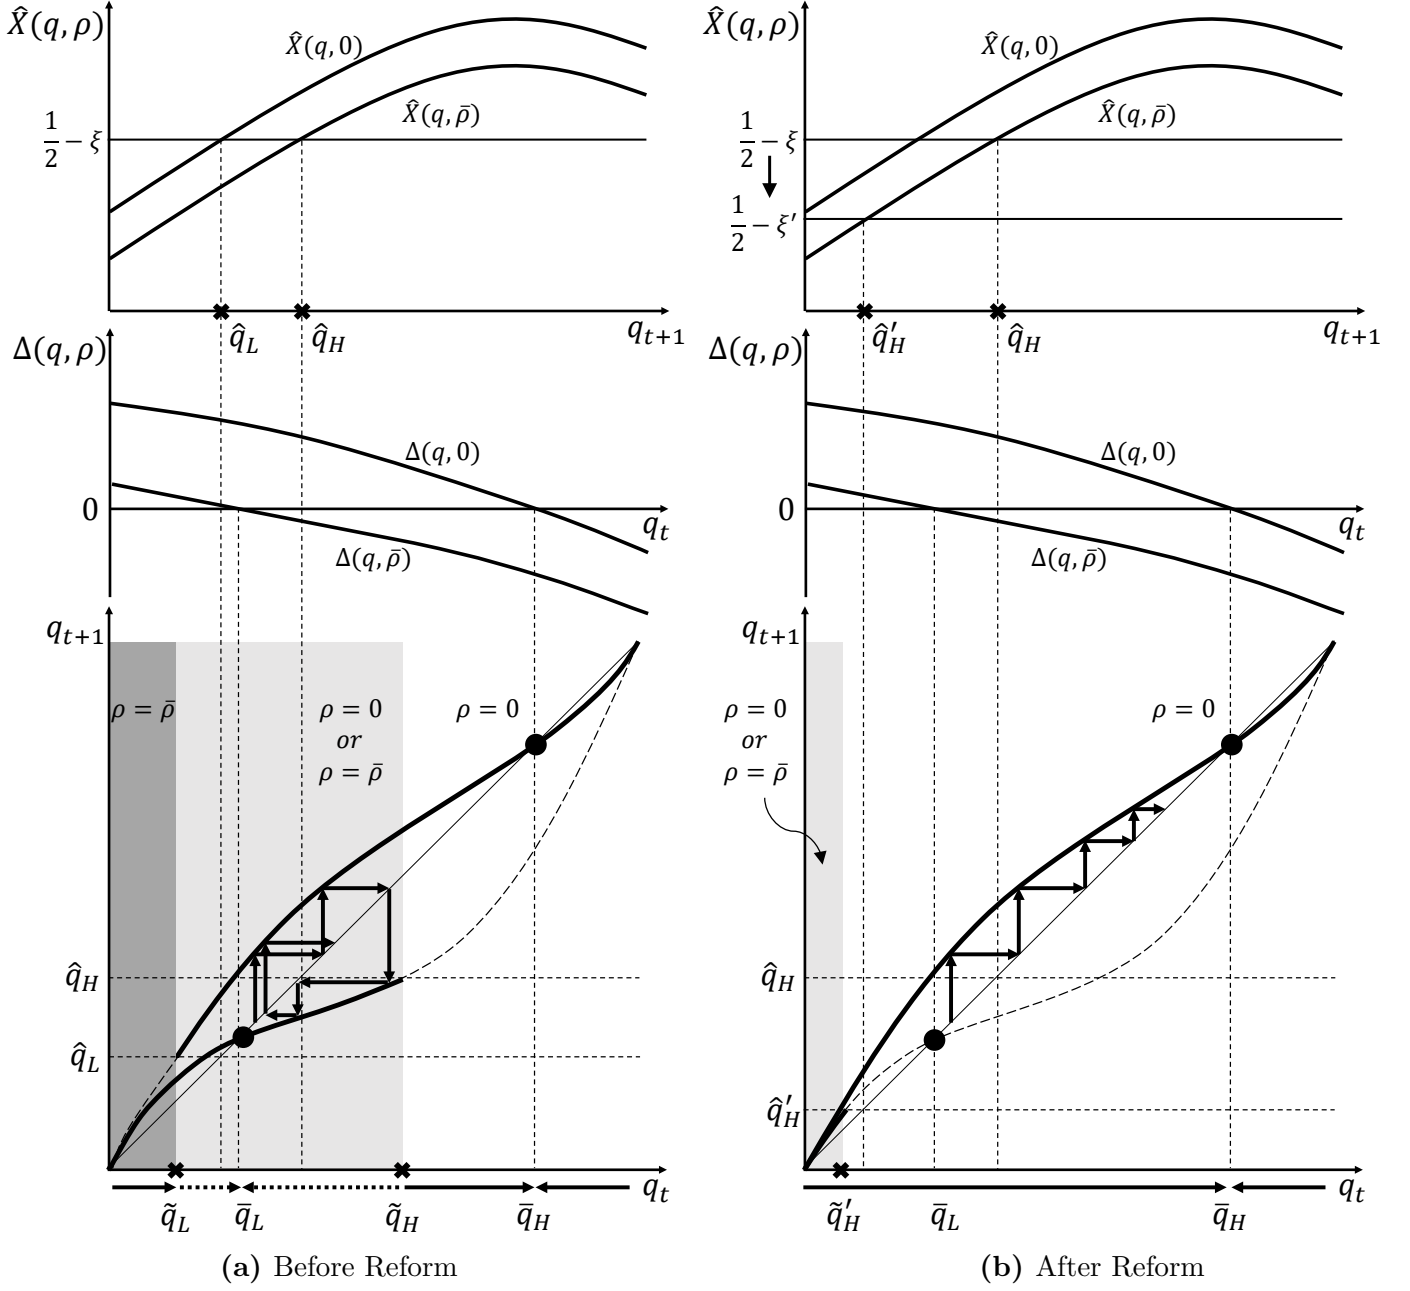 X̂(q, ρ)
X̂(q, 0)
X̂(q, ρ̄)
1/2 − ξ
q̂_L
q̂_H
q_{t+1}
Δ(q, ρ)
Δ(q, 0)
0
q_t
Δ(q, ρ̄)
q_{t+1}
ρ = ρ̄
ρ = 0
or
ρ = ρ̄
ρ = 0
q̂_H
q̂_L
q_t
q̃_L
q̄_L
q̃_H
q̄_H
(a) Before Reform
X̂(q, ρ)
X̂(q, 0)
X̂(q, ρ̄)
1/2 − ξ
1/2 − ξ′
q̂′_H
q̂_H
q_{t+1}
Δ(q, ρ)
Δ(q, 0)
0
q_t
Δ(q, ρ̄)
q_{t+1}
ρ = 0
or
ρ = ρ̄
ρ = 0
q̂_H
q̂′_H
q_t
q̃′_H
q̄_L
q̄_H
(b) After Reform